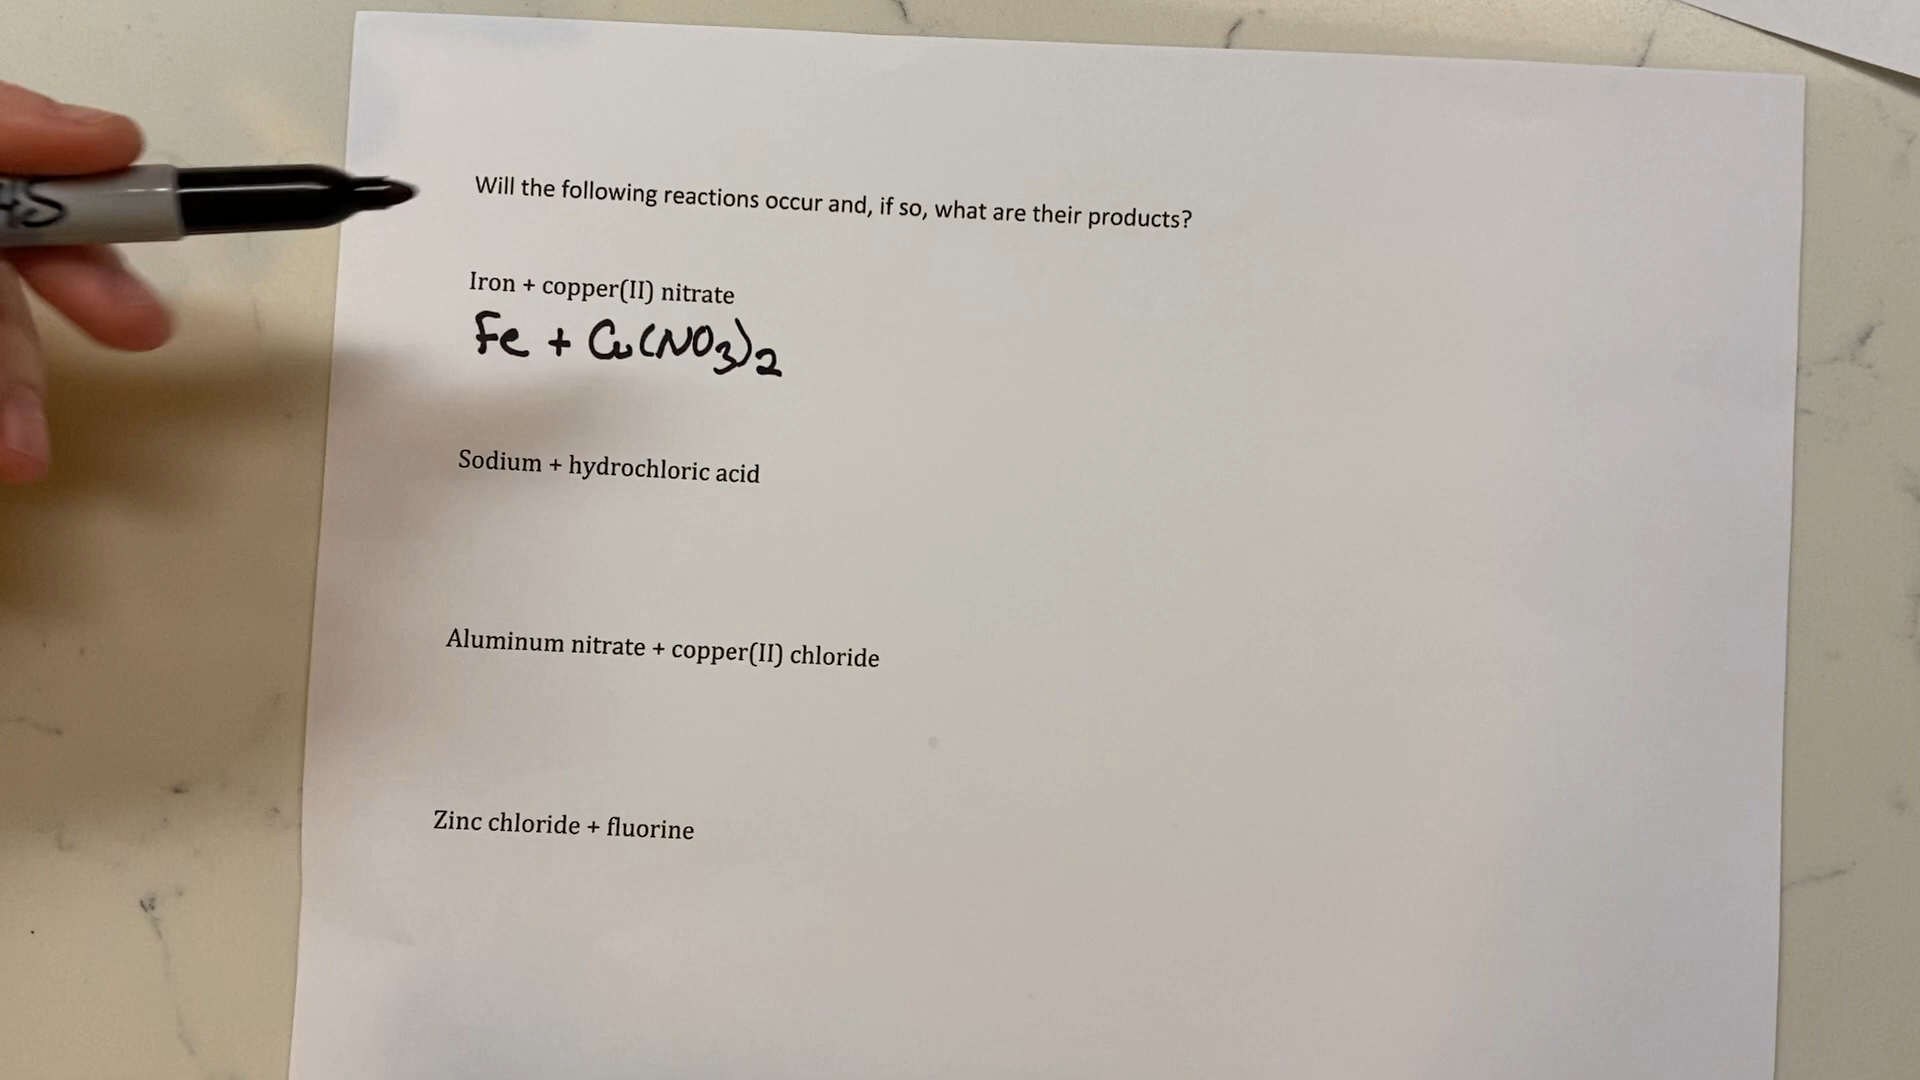 Will the following reactions occur and, if so, what are their products?
Iron + copper(II) nitrate
Fe + Cu(NO3)2
Sodium + hydrochloric acid
Aluminum nitrate + copper(II) chloride
Zinc chloride + fluorine